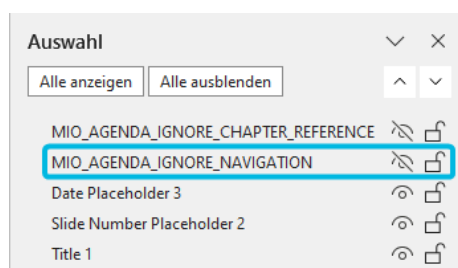 Auswahl
Alle anzeigen Alle ausblenden
MIO_AGENDA_IGNORE_CHAPTER_REFERENCE
MIO_AGENDA_IGNORE_NAVIGATION
Date Placeholder 3
Slide Number Placeholder 2
Title 1